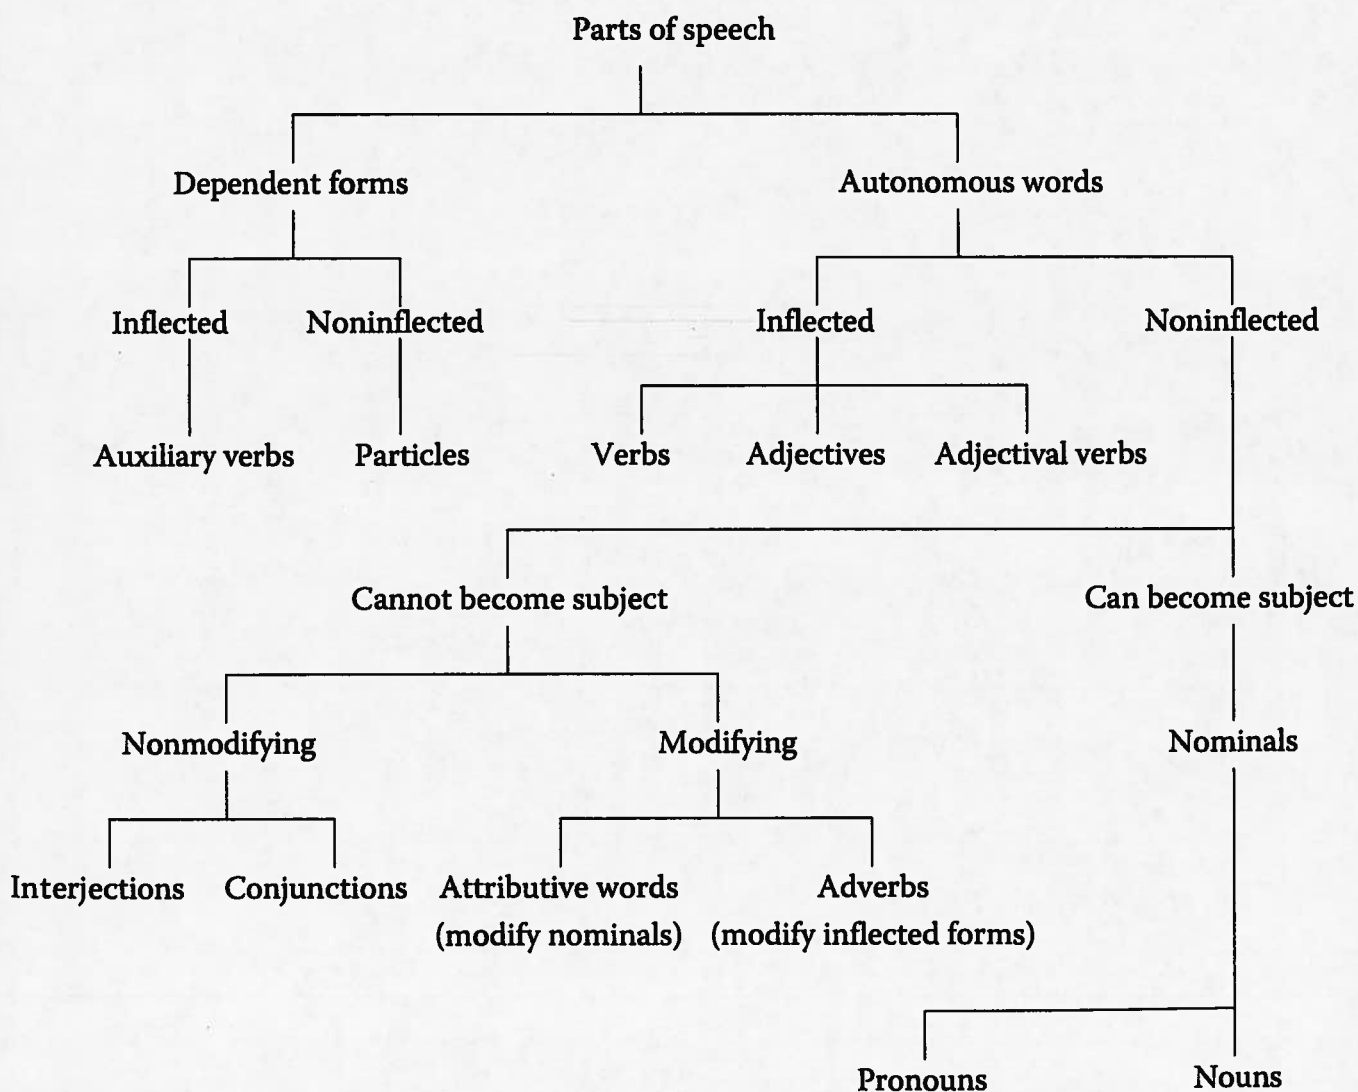 Parts of speech
Dependent forms
Autonomous words
Inflected
Noninflected
Inflected
Noninflected
Auxiliary verbs
Particles
Verbs
Adjectives
Adjectival verbs
Cannot become subject
Can become subject
Nonmodifying
Modifying
Nominals
Interjections
Conjunctions
Attributive words
(modify nominals)
Adverbs
(modify inflected forms)
Pronouns
Nouns